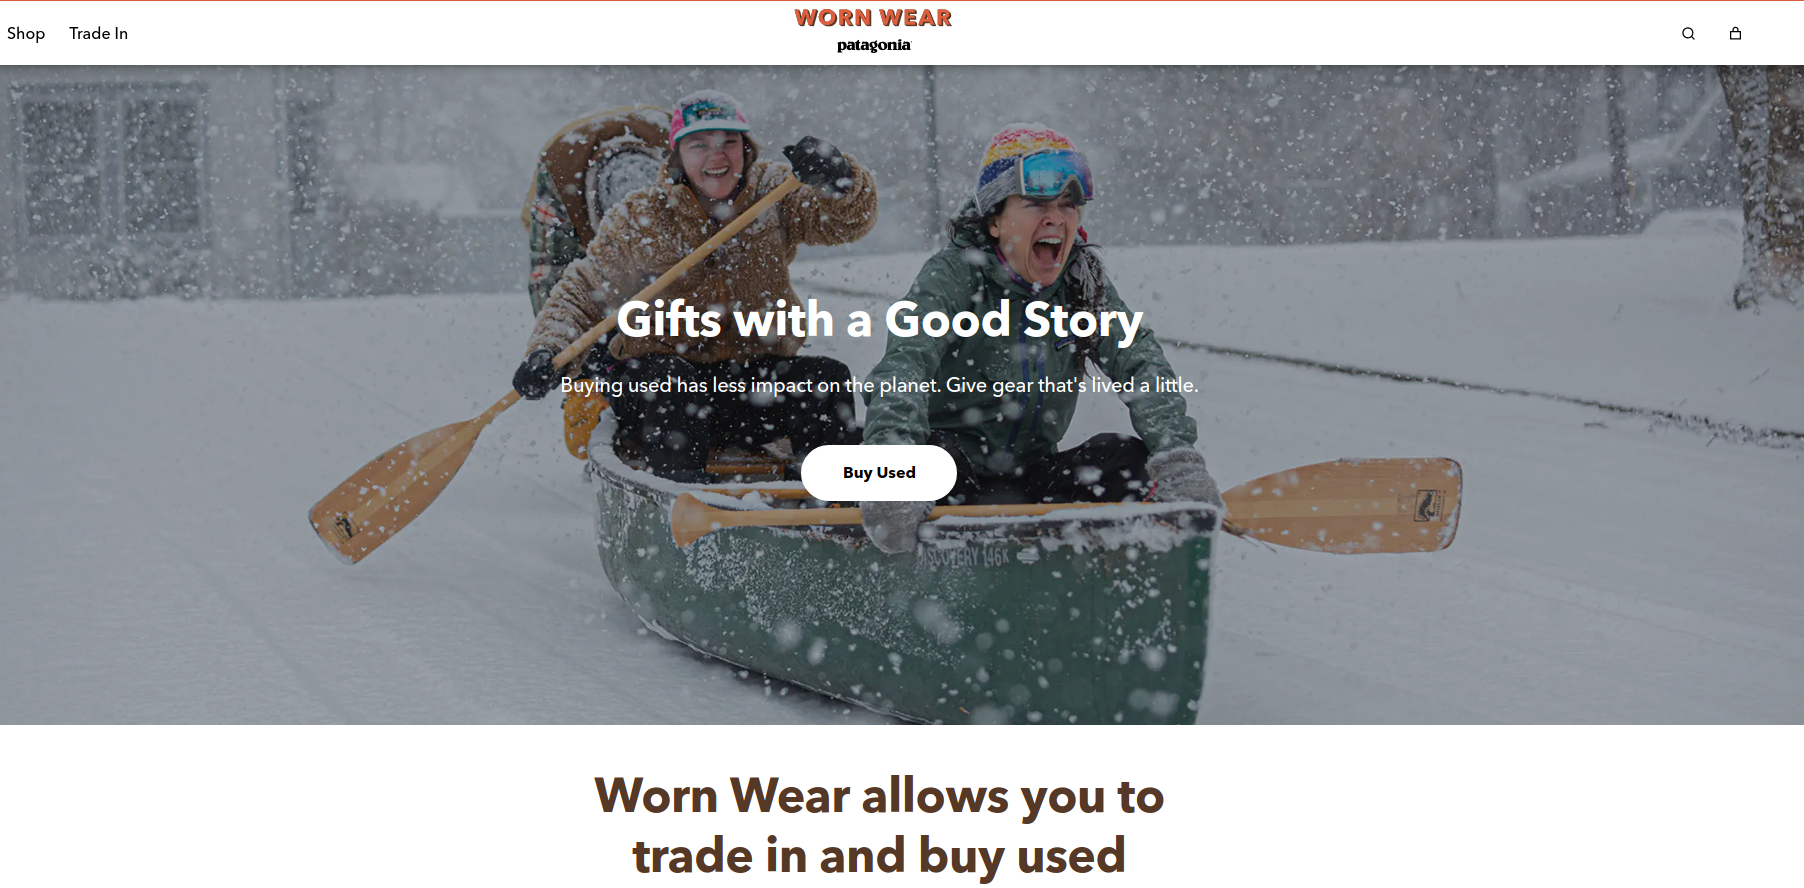 Shop
Trade In
WORN WEAR
patagonia
Gifts with a Good Story
Buying used has less impact on the planet. Give gear that's lived a little.
Buy Used
DISCOVERY 146K
Worn Wear allows you to
trade in and buy used